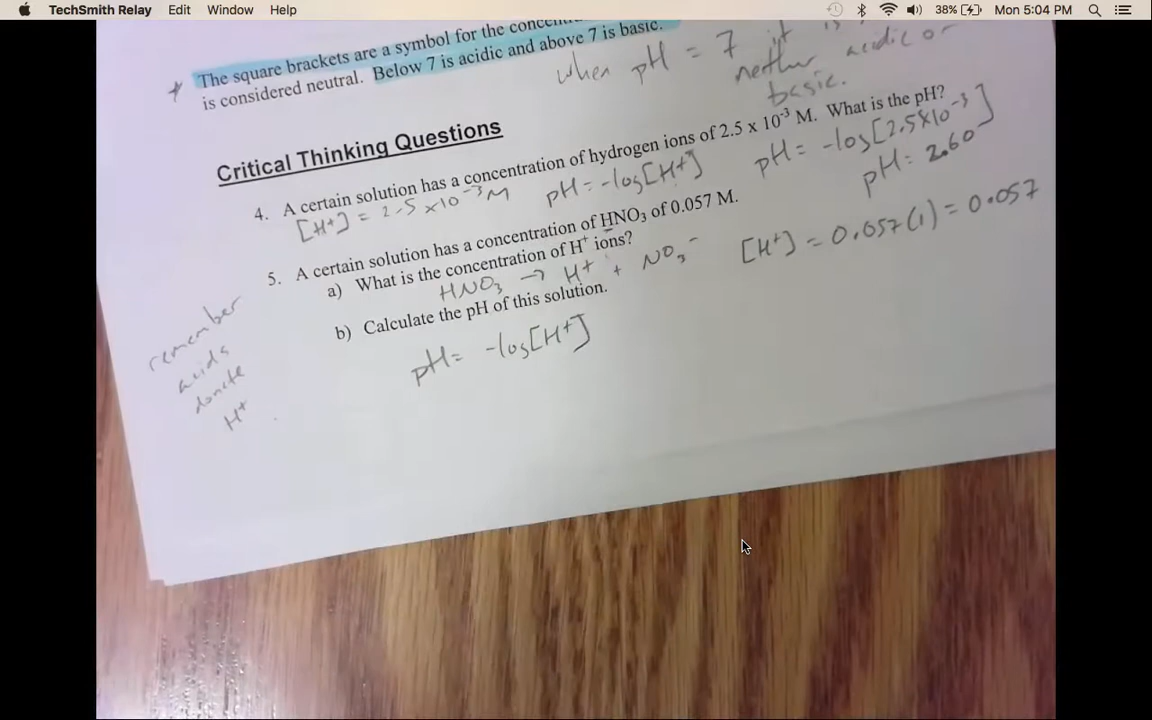 TechSmith Relay Edit Window Help 38% Mon 5:04 PM
The square brackets are a symbol for the
is considered neutral. Below 7 is acidic and above 7 is basic.
when pH = 7 it is
neither acidic or
basic.
Critical Thinking Questions
4. A certain solution has a concentration of hydrogen ions of 2.5 x 10⁻³ M. What is the pH?
[H⁺] = 2.5 x 10⁻³ M pH = -log[H⁺] pH = -log[2.5x10⁻³]
pH = 2.60
5. A certain solution has a concentration of HNO₃ of 0.057 M.
a) What is the concentration of H⁺ ions?
HNO₃ → H⁺ + NO₃⁻ [H⁺] = 0.057(1) = 0.057
b) Calculate the pH of this solution.
pH = -log[H⁺]
remember
acids
donate
H⁺